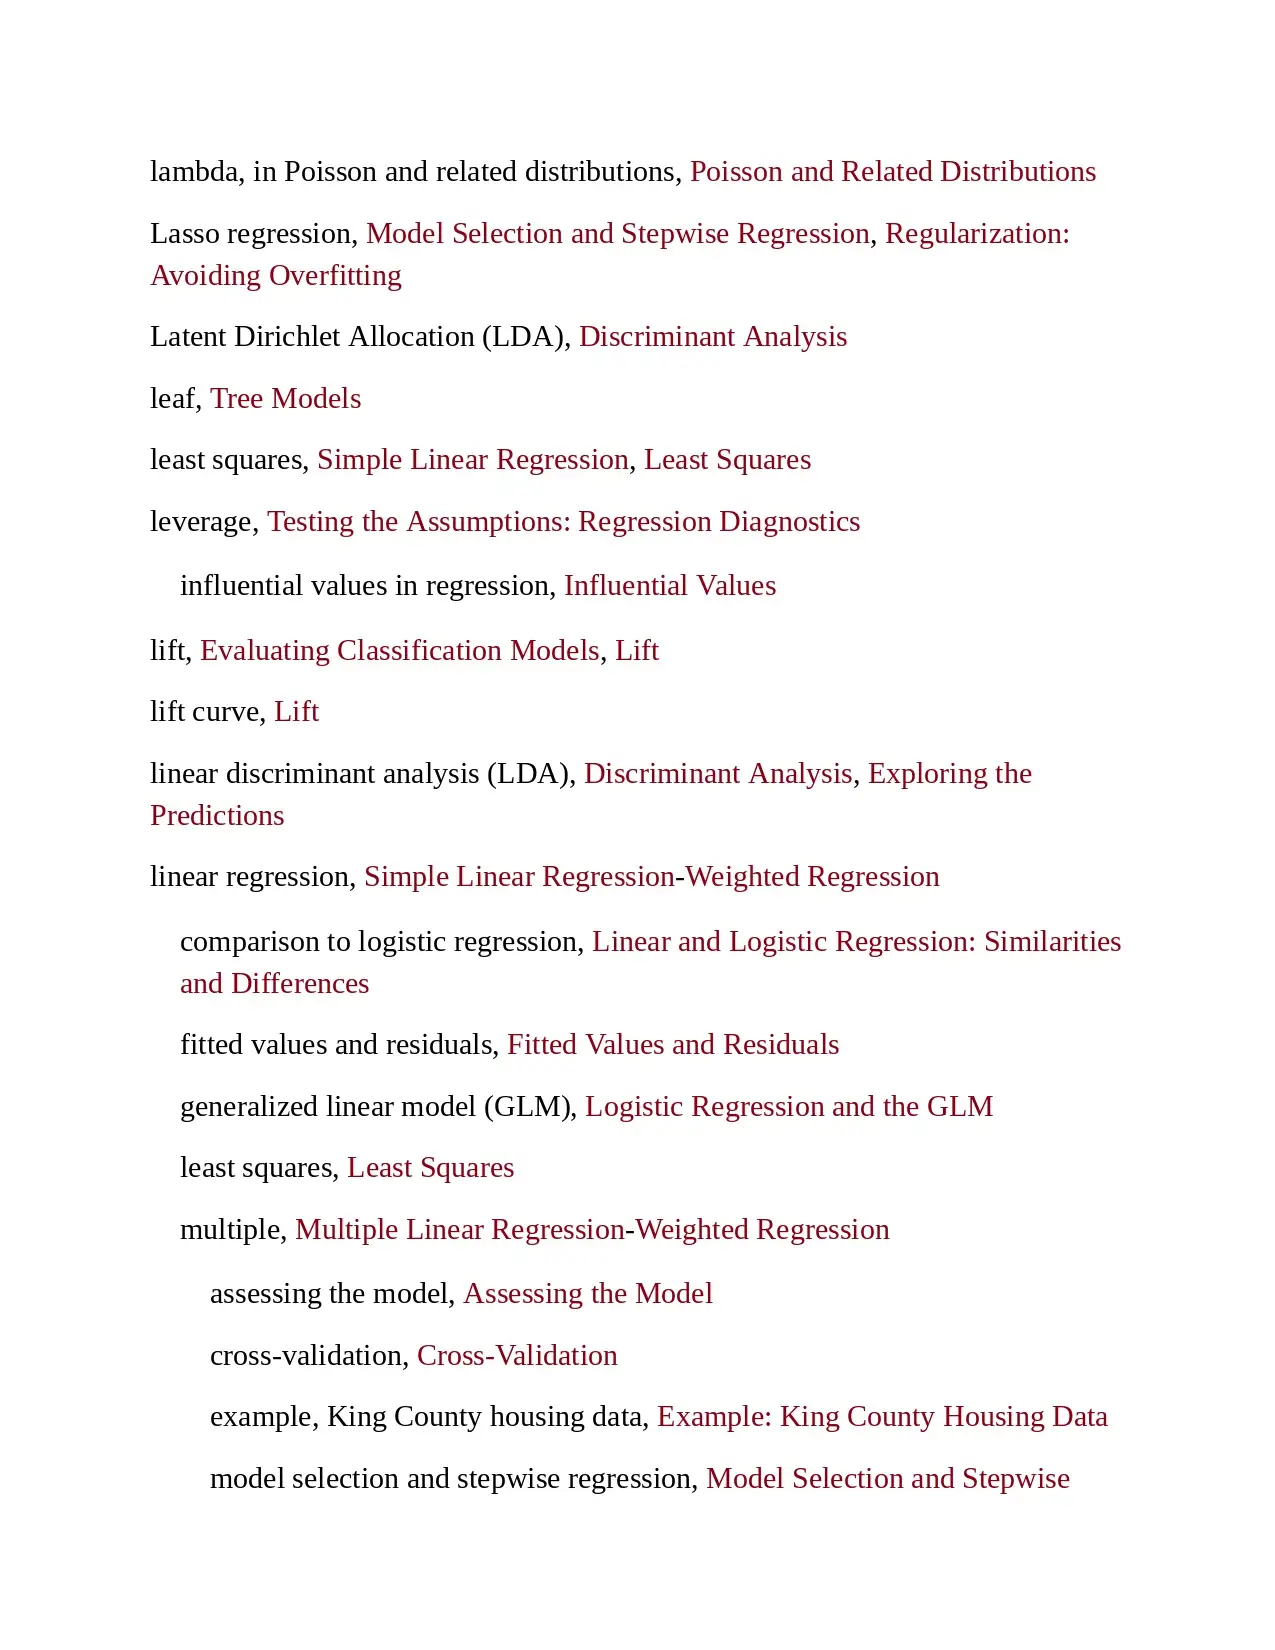 lambda, in Poisson and related distributions, Poisson and Related Distributions
Lasso regression, Model Selection and Stepwise Regression, Regularization:
Avoiding Overfitting
Latent Dirichlet Allocation (LDA), Discriminant Analysis
leaf, Tree Models
least squares, Simple Linear Regression, Least Squares
leverage, Testing the Assumptions: Regression Diagnostics
influential values in regression, Influential Values
lift, Evaluating Classification Models, Lift
lift curve, Lift
linear discriminant analysis (LDA), Discriminant Analysis, Exploring the
Predictions
linear regression, Simple Linear Regression-Weighted Regression
comparison to logistic regression, Linear and Logistic Regression: Similarities
and Differences
fitted values and residuals, Fitted Values and Residuals
generalized linear model (GLM), Logistic Regression and the GLM
least squares, Least Squares
multiple, Multiple Linear Regression-Weighted Regression
assessing the model, Assessing the Model
cross-validation, Cross-Validation
example, King County housing data, Example: King County Housing Data
model selection and stepwise regression, Model Selection and Stepwise